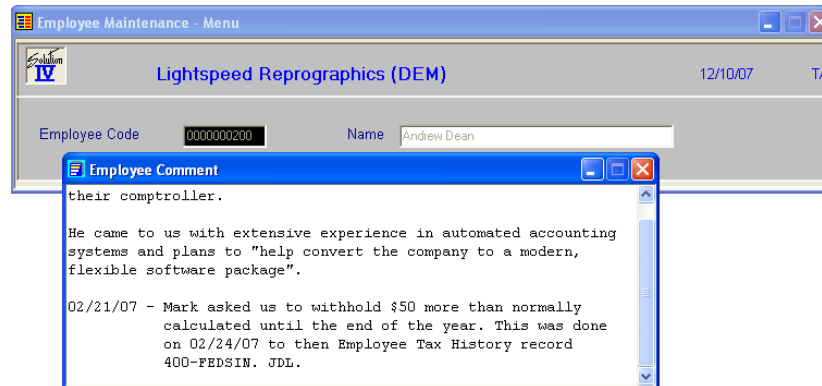 Employee Maintenance - Menu
Solution
IV
Lightspeed Reprographics (DEM)
12/10/07
Employee Code
0000000200
Name
Andrew Dean
Employee Comment
their comptroller.
He came to us with extensive experience in automated accounting
systems and plans to "help convert the company to a modern,
flexible software package".
02/21/07 - Mark asked us to withhold $50 more than normally
calculated until the end of the year. This was done
on 02/24/07 to then Employee Tax History record
400-FEDSIN. JDL.